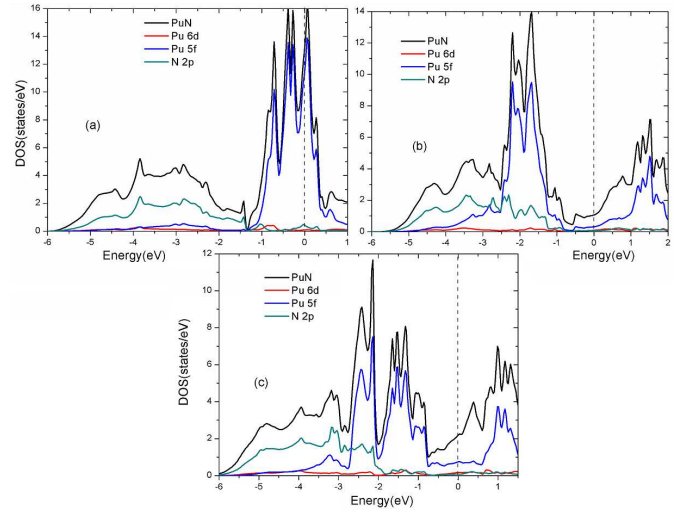 DOS(states/eV)
16
14
12
10
8
6
4
2
0
PuN
Pu 6d
Pu 5f
N 2p
(a)
-6 -5 -4 -3 -2 -1 0 1
Energy(eV)
14
12
10
8
6
4
2
0
PuN
Pu 6d
Pu 5f
N 2p
(b)
-6 -5 -4 -3 -2 -1 0 1 2
Energy(eV)
DOS(states/eV)
12
10
8
6
4
2
0
PuN
Pu 6d
Pu 5f
N 2p
(c)
-6 -5 -4 -3 -2 -1 0 1
Energy(eV)